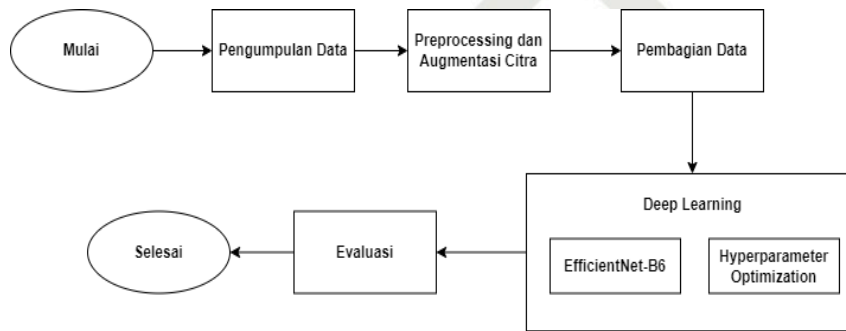 Mulai
Pengumpulan Data
Preprocessing dan
Augmentasi Citra
Pembagian Data
Deep Learning
EfficientNet-B6
Hyperparameter
Optimization
Evaluasi
Selesai